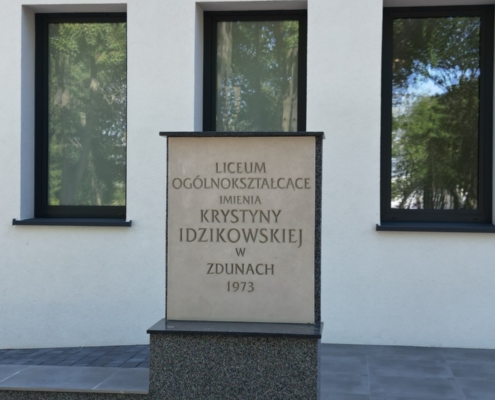 LICEUM
OGÓLNOKSZTAŁCĄCE
IMIENIA
KRYSTYNY
IDZIKOWSKIEJ
W
ZDUNACH
1973